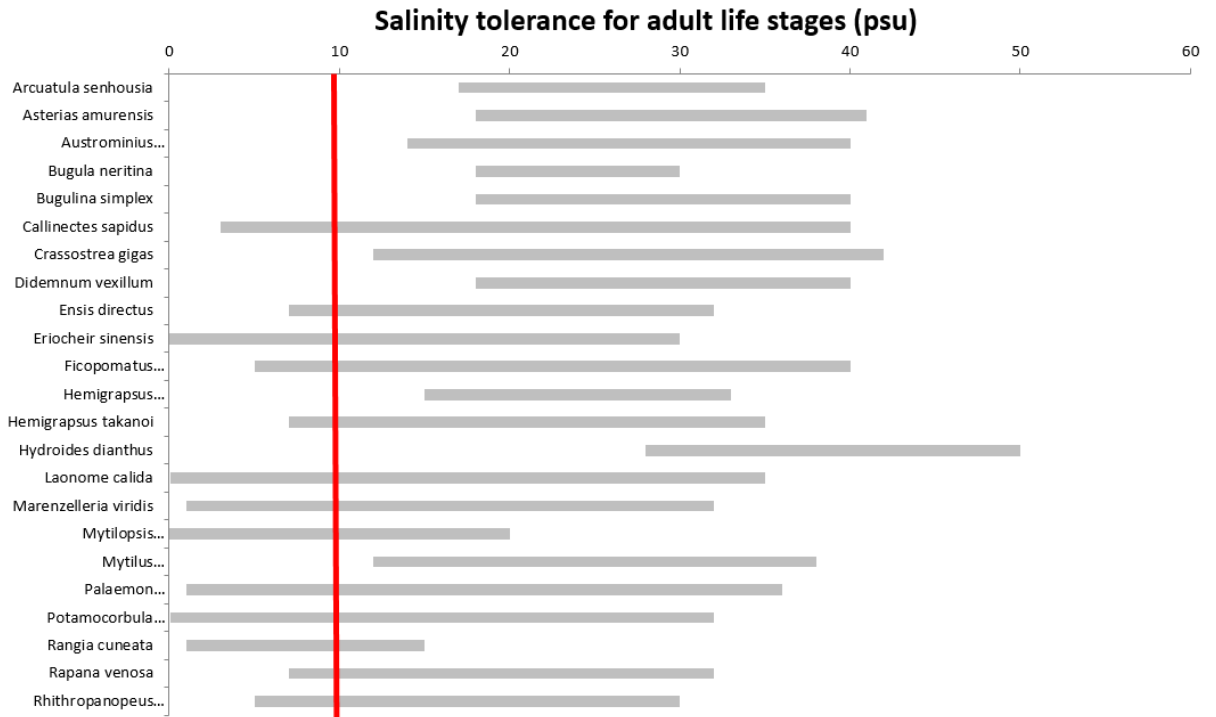 Salinity tolerance for adult life stages (psu)
0 10 20 30 40 50 60
Arcuatula senhousia
Asterias amurensis
Austrominius...
Bugula neritina
Bugulina simplex
Callinectes sapidus
Crassostrea gigas
Didemnum vexillum
Ensis directus
Eriocheir sinensis
Ficopomatus...
Hemigrapsus...
Hemigrapsus takanoi
Hydroides dianthus
Laonome calida
Marenzelleria viridis
Mytilopsis...
Mytilus...
Palaemon...
Potamocorbula...
Rangia cuneata
Rapana venosa
Rhithropanopeus...